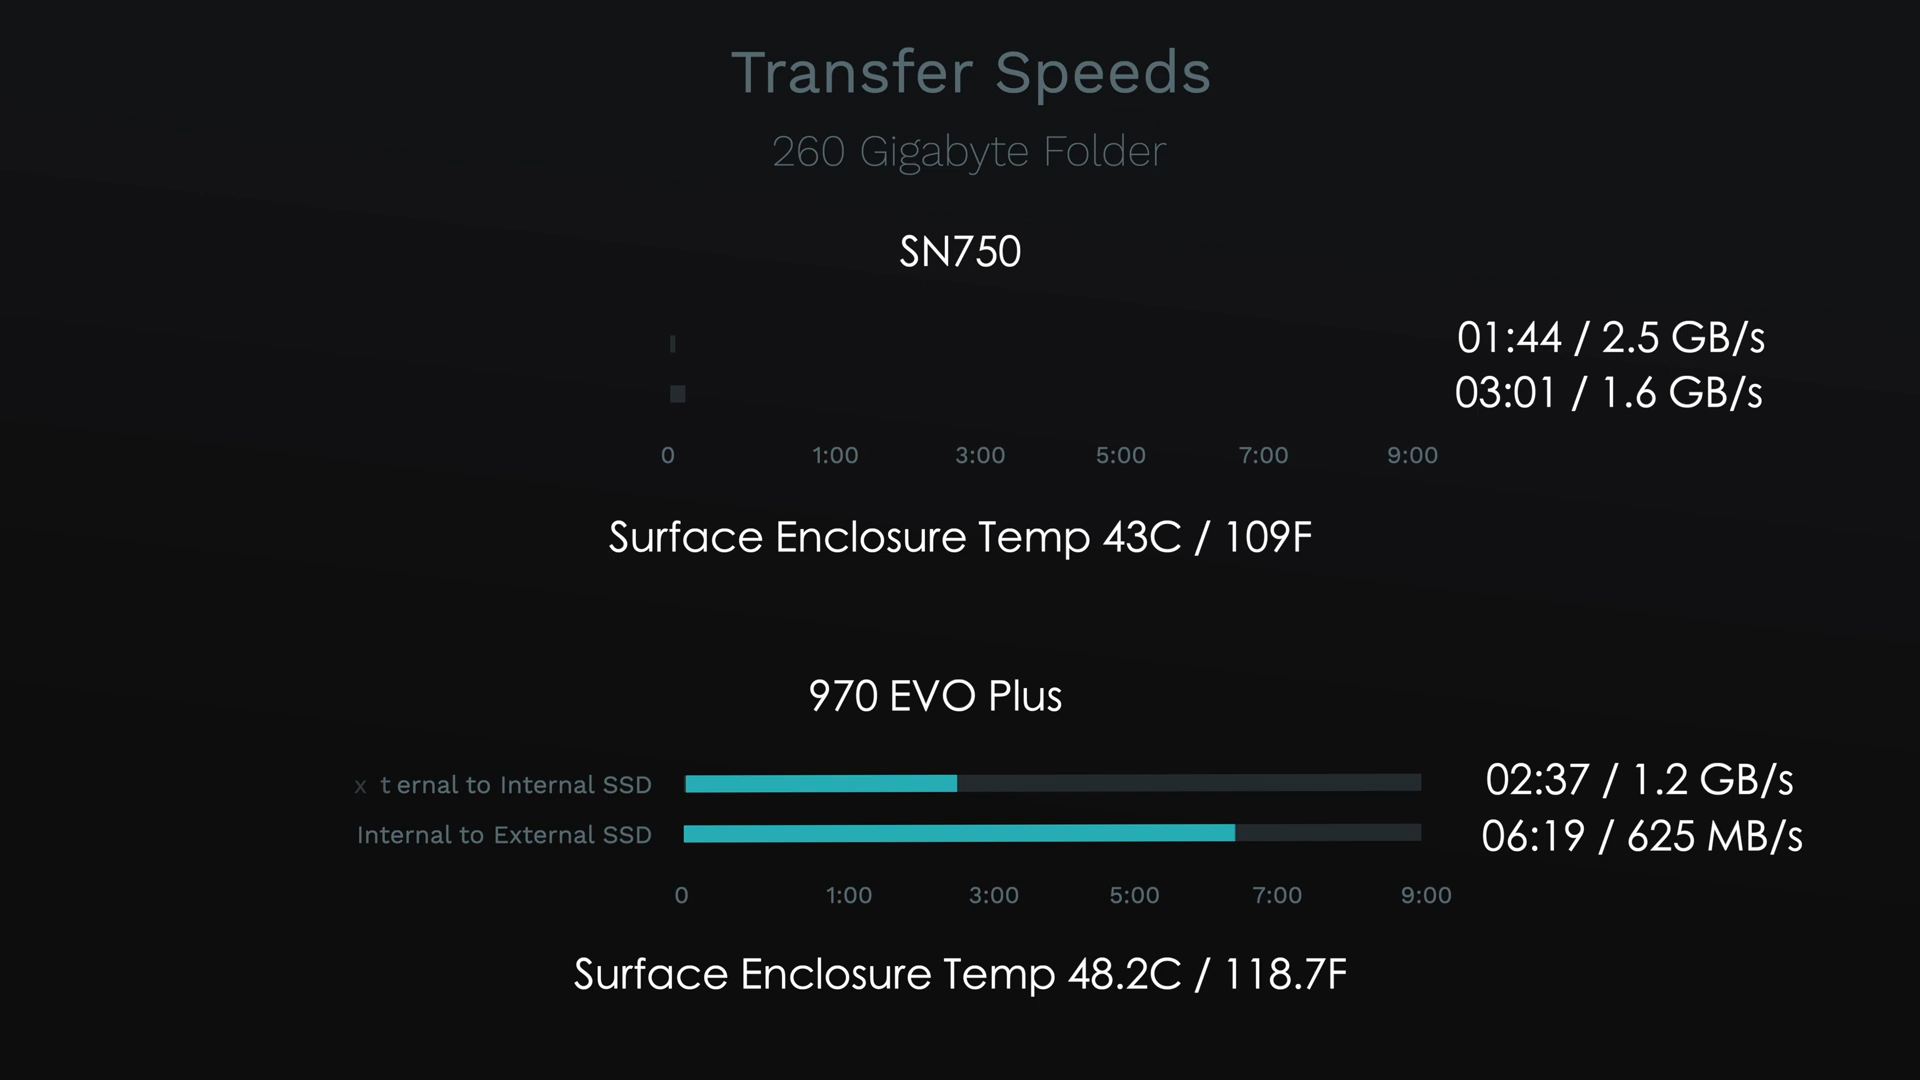 Transfer Speeds
260 Gigabyte Folder
SN750
01:44 / 2.5 GB/s
03:01 / 1.6 GB/s
0 1:00 3:00 5:00 7:00 9:00
Surface Enclosure Temp 43C / 109F
970 EVO Plus
x t ernal to Internal SSD 02:37 / 1.2 GB/s
Internal to External SSD 06:19 / 625 MB/s
0 1:00 3:00 5:00 7:00 9:00
Surface Enclosure Temp 48.2C / 118.7F